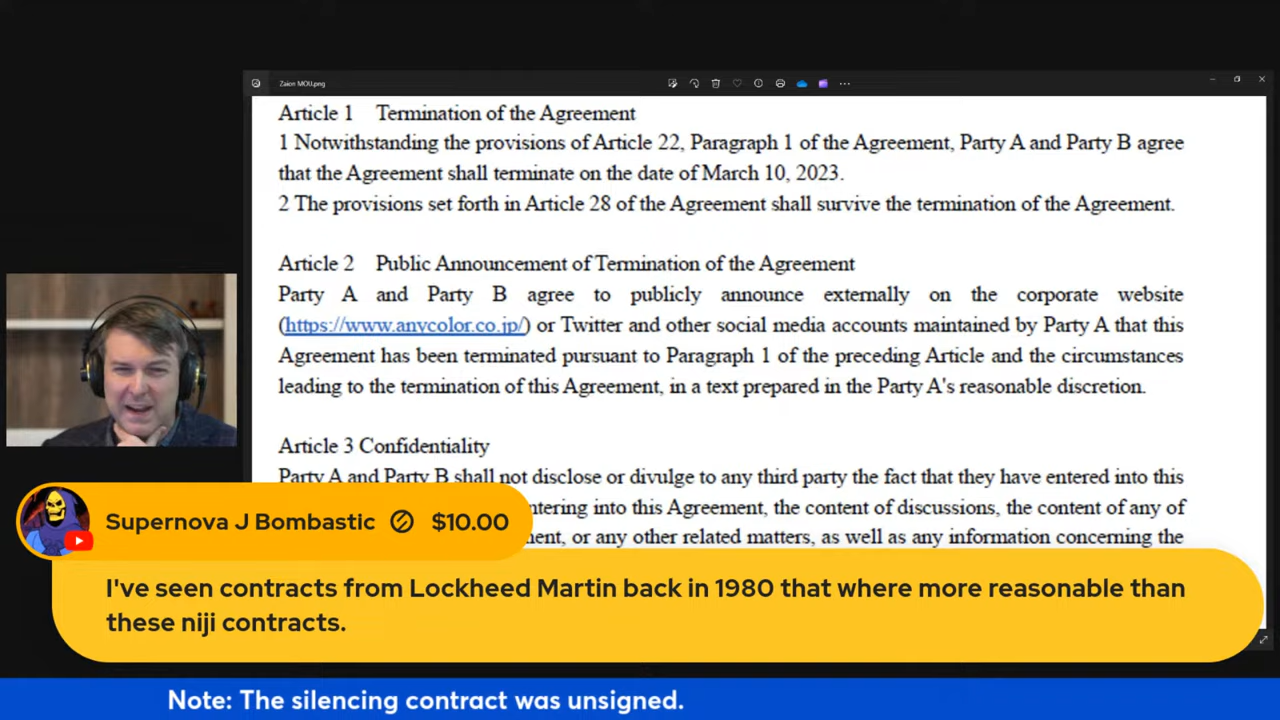 Zaion MOU.png
Article 1 Termination of the Agreement
1 Notwithstanding the provisions of Article 22, Paragraph 1 of the Agreement, Party A and Party B agree
that the Agreement shall terminate on the date of March 10, 2023.
2 The provisions set forth in Article 28 of the Agreement shall survive the termination of the Agreement.
Article 2 Public Announcement of Termination of the Agreement
Party A and Party B agree to publicly announce externally on the corporate website
(https://www.anycolor.co.jp/) or Twitter and other social media accounts maintained by Party A that this
Agreement has been terminated pursuant to Paragraph 1 of the preceding Article and the circumstances
leading to the termination of this Agreement, in a text prepared in the Party A's reasonable discretion.
Article 3 Confidentiality
Party A and Party B shall not disclose or divulge to any third party the fact that they have entered into this
into this Agreement, the content of discussions, the content of any of
or any other related matters, as well as any information concerning the
Supernova J Bombastic $10.00
I've seen contracts from Lockheed Martin back in 1980 that where more reasonable than
these niji contracts.
Note: The silencing contract was unsigned.